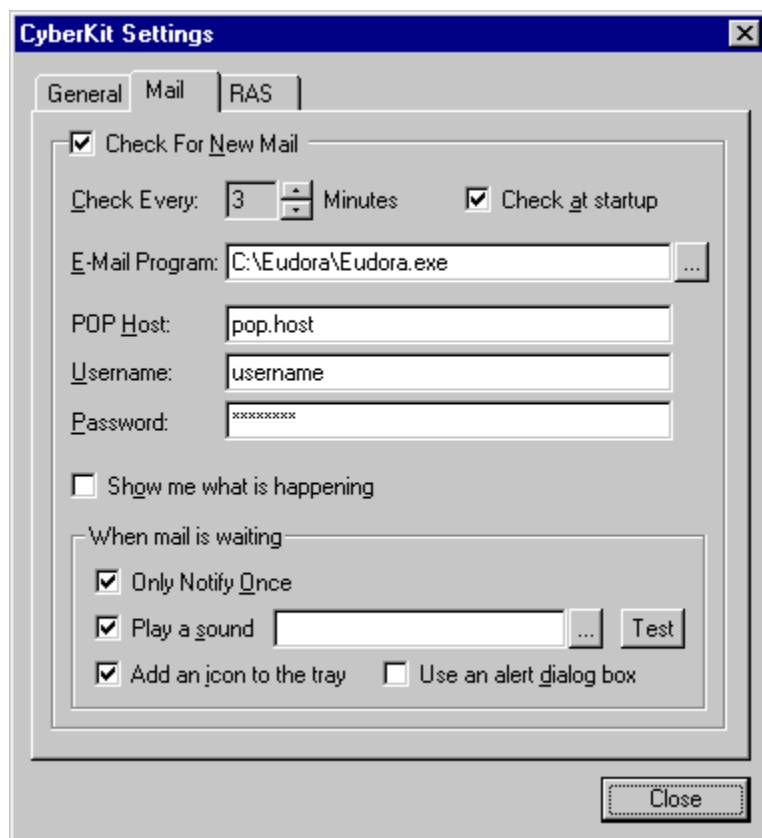 CyberKit Settings
General Mail RAS
Check For New Mail
Check Every: 3 Minutes Check at startup
E-Mail Program: C:\Eudora\Eudora.exe ...
POP Host: pop.host
Username: username
Password: ********
Show me what is happening
When mail is waiting
Only Notify Once
Play a sound ... Test
Add an icon to the tray Use an alert dialog box
Close